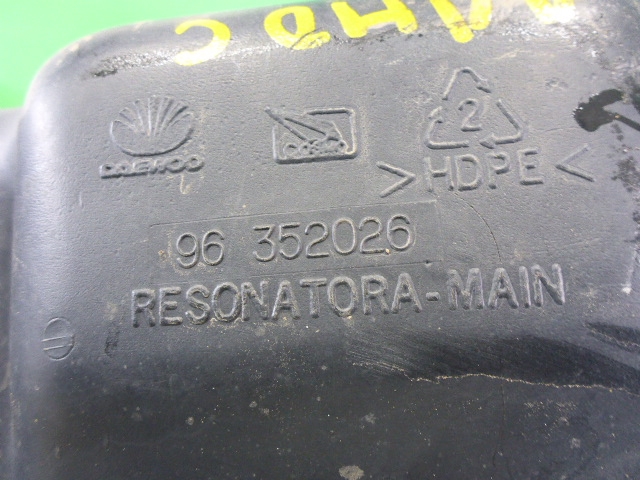 DAEWOO
2
>HDPE<
96 352026
RESONATORA-MAIN